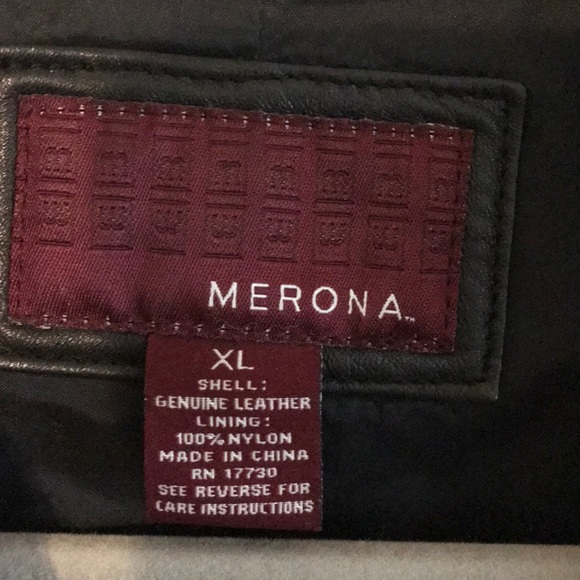 MERONA™
XL
SHELL:
GENUINE LEATHER
LINING:
100% NYLON
MADE IN CHINA
RN 17730
SEE REVERSE FOR
CARE INSTRUCTIONS